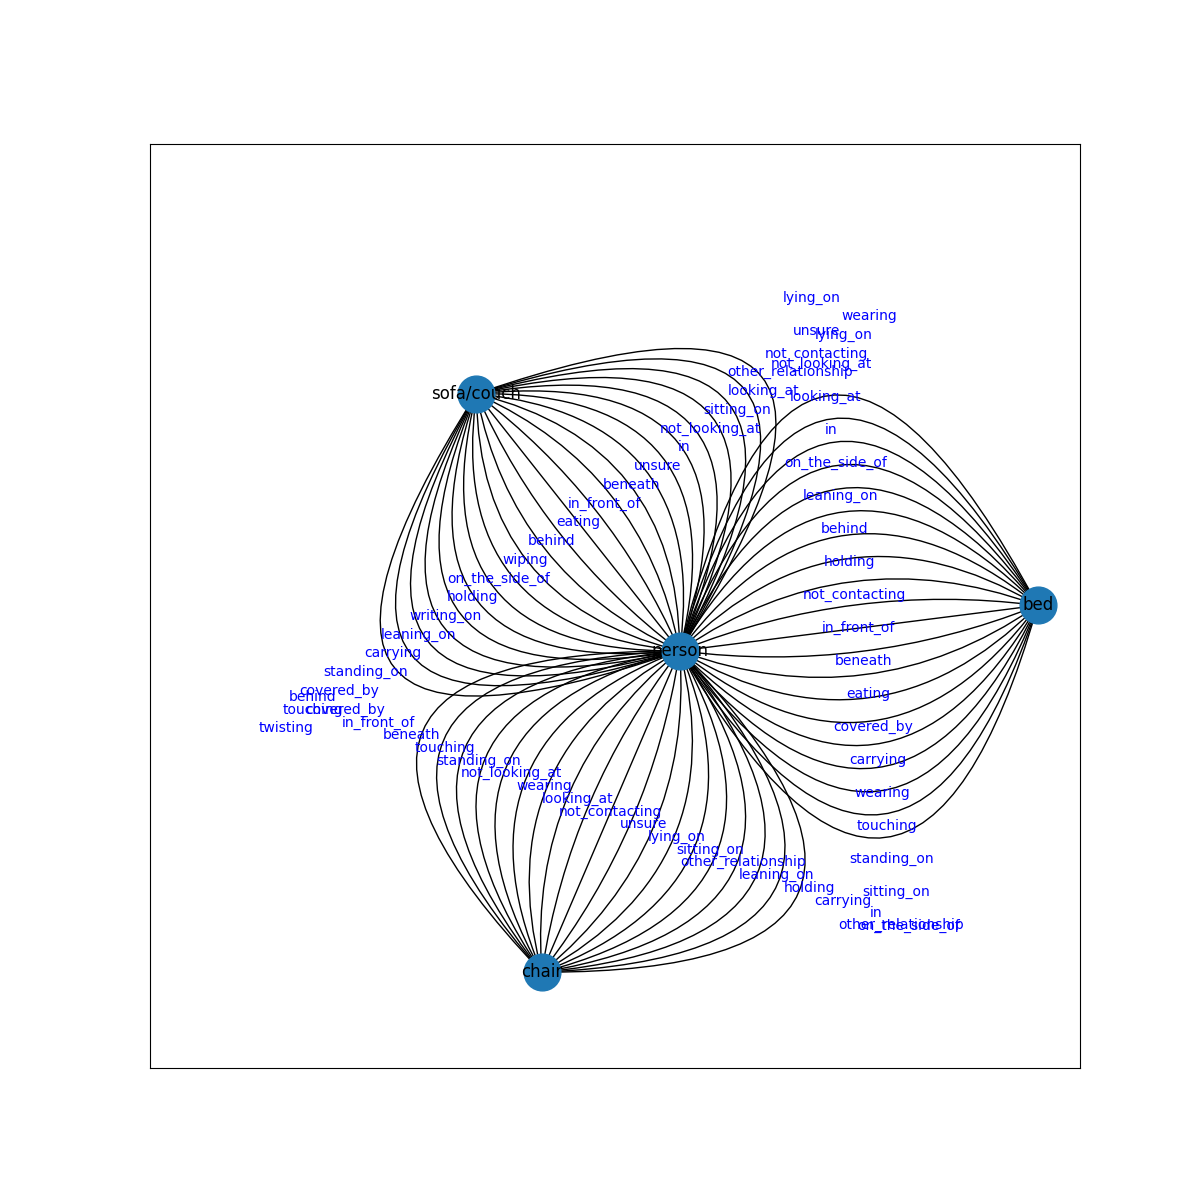 lying_on
wearing
unsure
lying_on
not_contacting
not_looking_at
other_relationship
looking_at
sofa/couch
looking_at
sitting_on
not_looking_at
in
in
unsure
on_the_side_of
beneath
leaning_on
in_front_of
eating
behind
behind
wiping
holding
on_the_side_of
holding
not_contacting
bed
writing_on
in_front_of
leaning_on
person
carrying
beneath
standing_on
covered_by
eating
behind
touching
covered_by
in_front_of
twisting
covered_by
beneath
touching
standing_on
carrying
not_looking_at
wearing
wearing
looking_at
not_contacting
unsure
touching
lying_on
sitting_on
standing_on
other_relationship
leaning_on
holding
sitting_on
carrying
in
other_relationship
on_the_side_of
chair